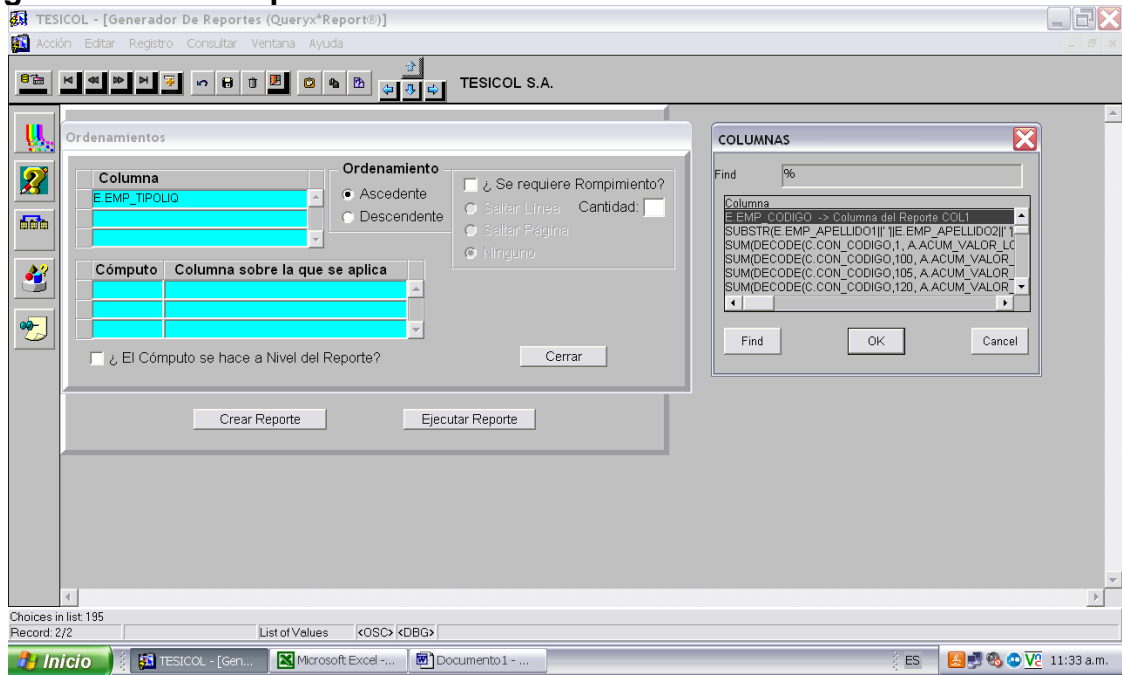 TESICOL - [Generador De Reportes (Queryx*Report®)]
Acción Editar Registro Consultar Ventana Ayuda
TESICOL S.A.
Ordenamientos
Columna
E.EMP_TIPOLIQ
Ordenamiento
Ascedente
Descendente
¿ Se requiere Rompimiento?
Saltar Línea Cantidad:
Saltar Página
Ninguno
Cómputo Columna sobre la que se aplica
¿ El Cómputo se hace a Nivel del Reporte?
Cerrar
Crear Reporte Ejecutar Reporte
COLUMNAS
Find %
Columna
E.EMP_CODIGO -> Columna del Reporte COL1
SUBSTR(E.EMP_APELLIDO1||' '||E.EMP_APELLIDO2||' '|
SUM(DECODE(C.CON_CODIGO,1, A.ACUM_VALOR_LO
SUM(DECODE(C.CON_CODIGO,100, A.ACUM_VALOR_
SUM(DECODE(C.CON_CODIGO,105, A.ACUM_VALOR_
SUM(DECODE(C.CON_CODIGO,120, A.ACUM_VALOR_
Find OK Cancel
Choices in list: 195
Record: 2/2 List of Values <OSC> <DBG>
Inicio TESICOL - [Gen... Microsoft Excel -... Documento1 - ... ES 11:33 a.m.